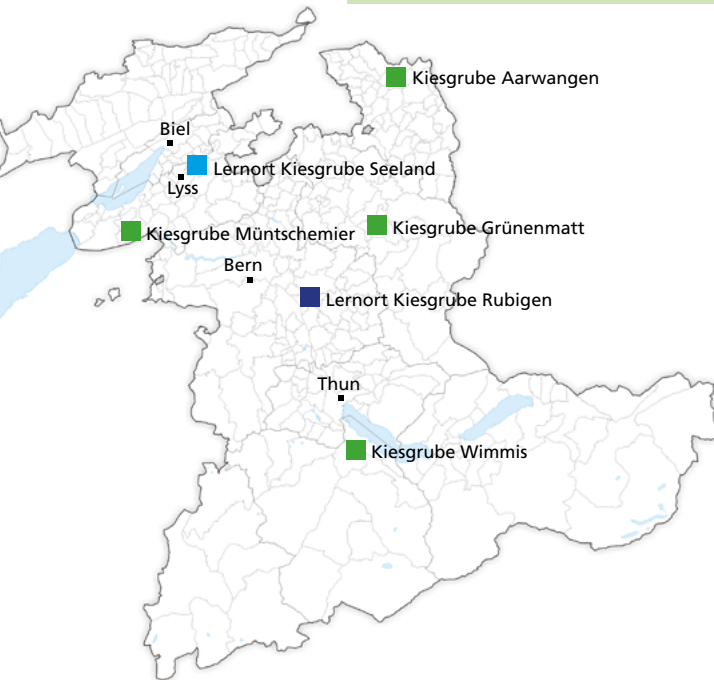 Kiesgrube Aarwangen
Biel
Lernort Kiesgrube Seeland
Lyss
Kiesgrube Müntschemier
Kiesgrube Grünenmatt
Bern
Lernort Kiesgrube Rubigen
Thun
Kiesgrube Wimmis